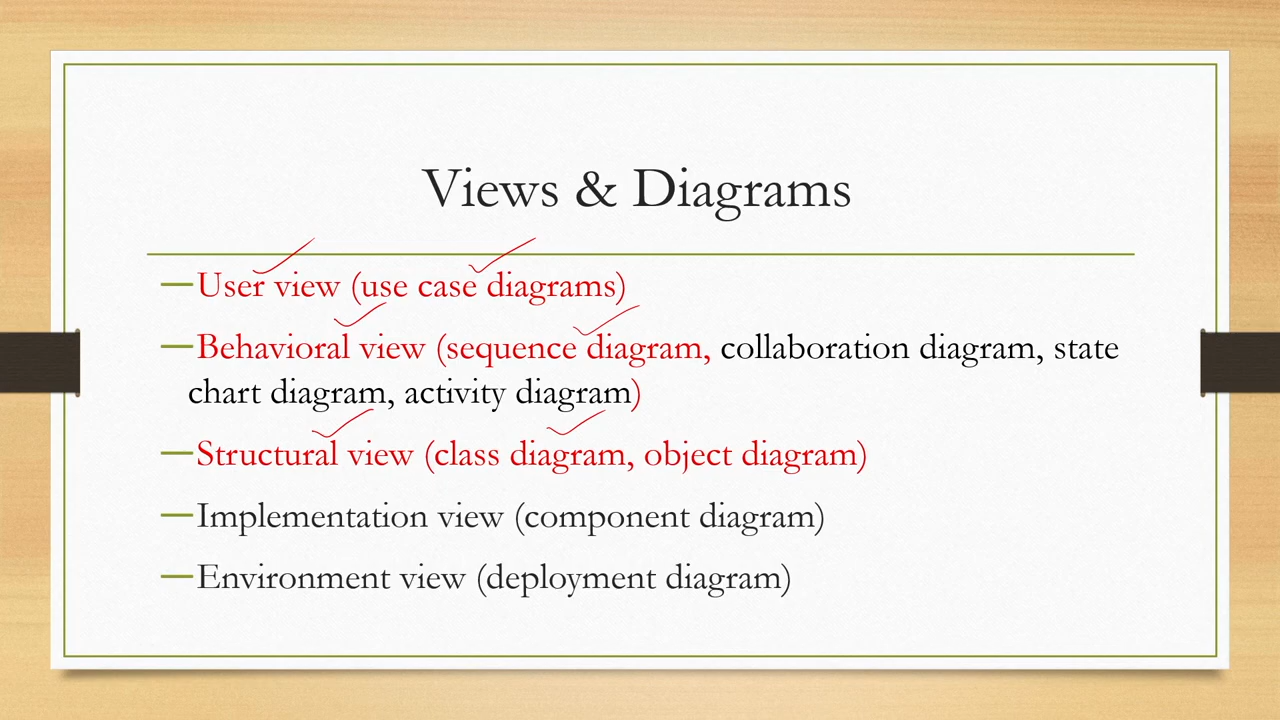 Views & Diagrams
—User view (use case diagrams)
—Behavioral view (sequence diagram, collaboration diagram, state
chart diagram, activity diagram)
—Structural view (class diagram, object diagram)
—Implementation view (component diagram)
—Environment view (deployment diagram)